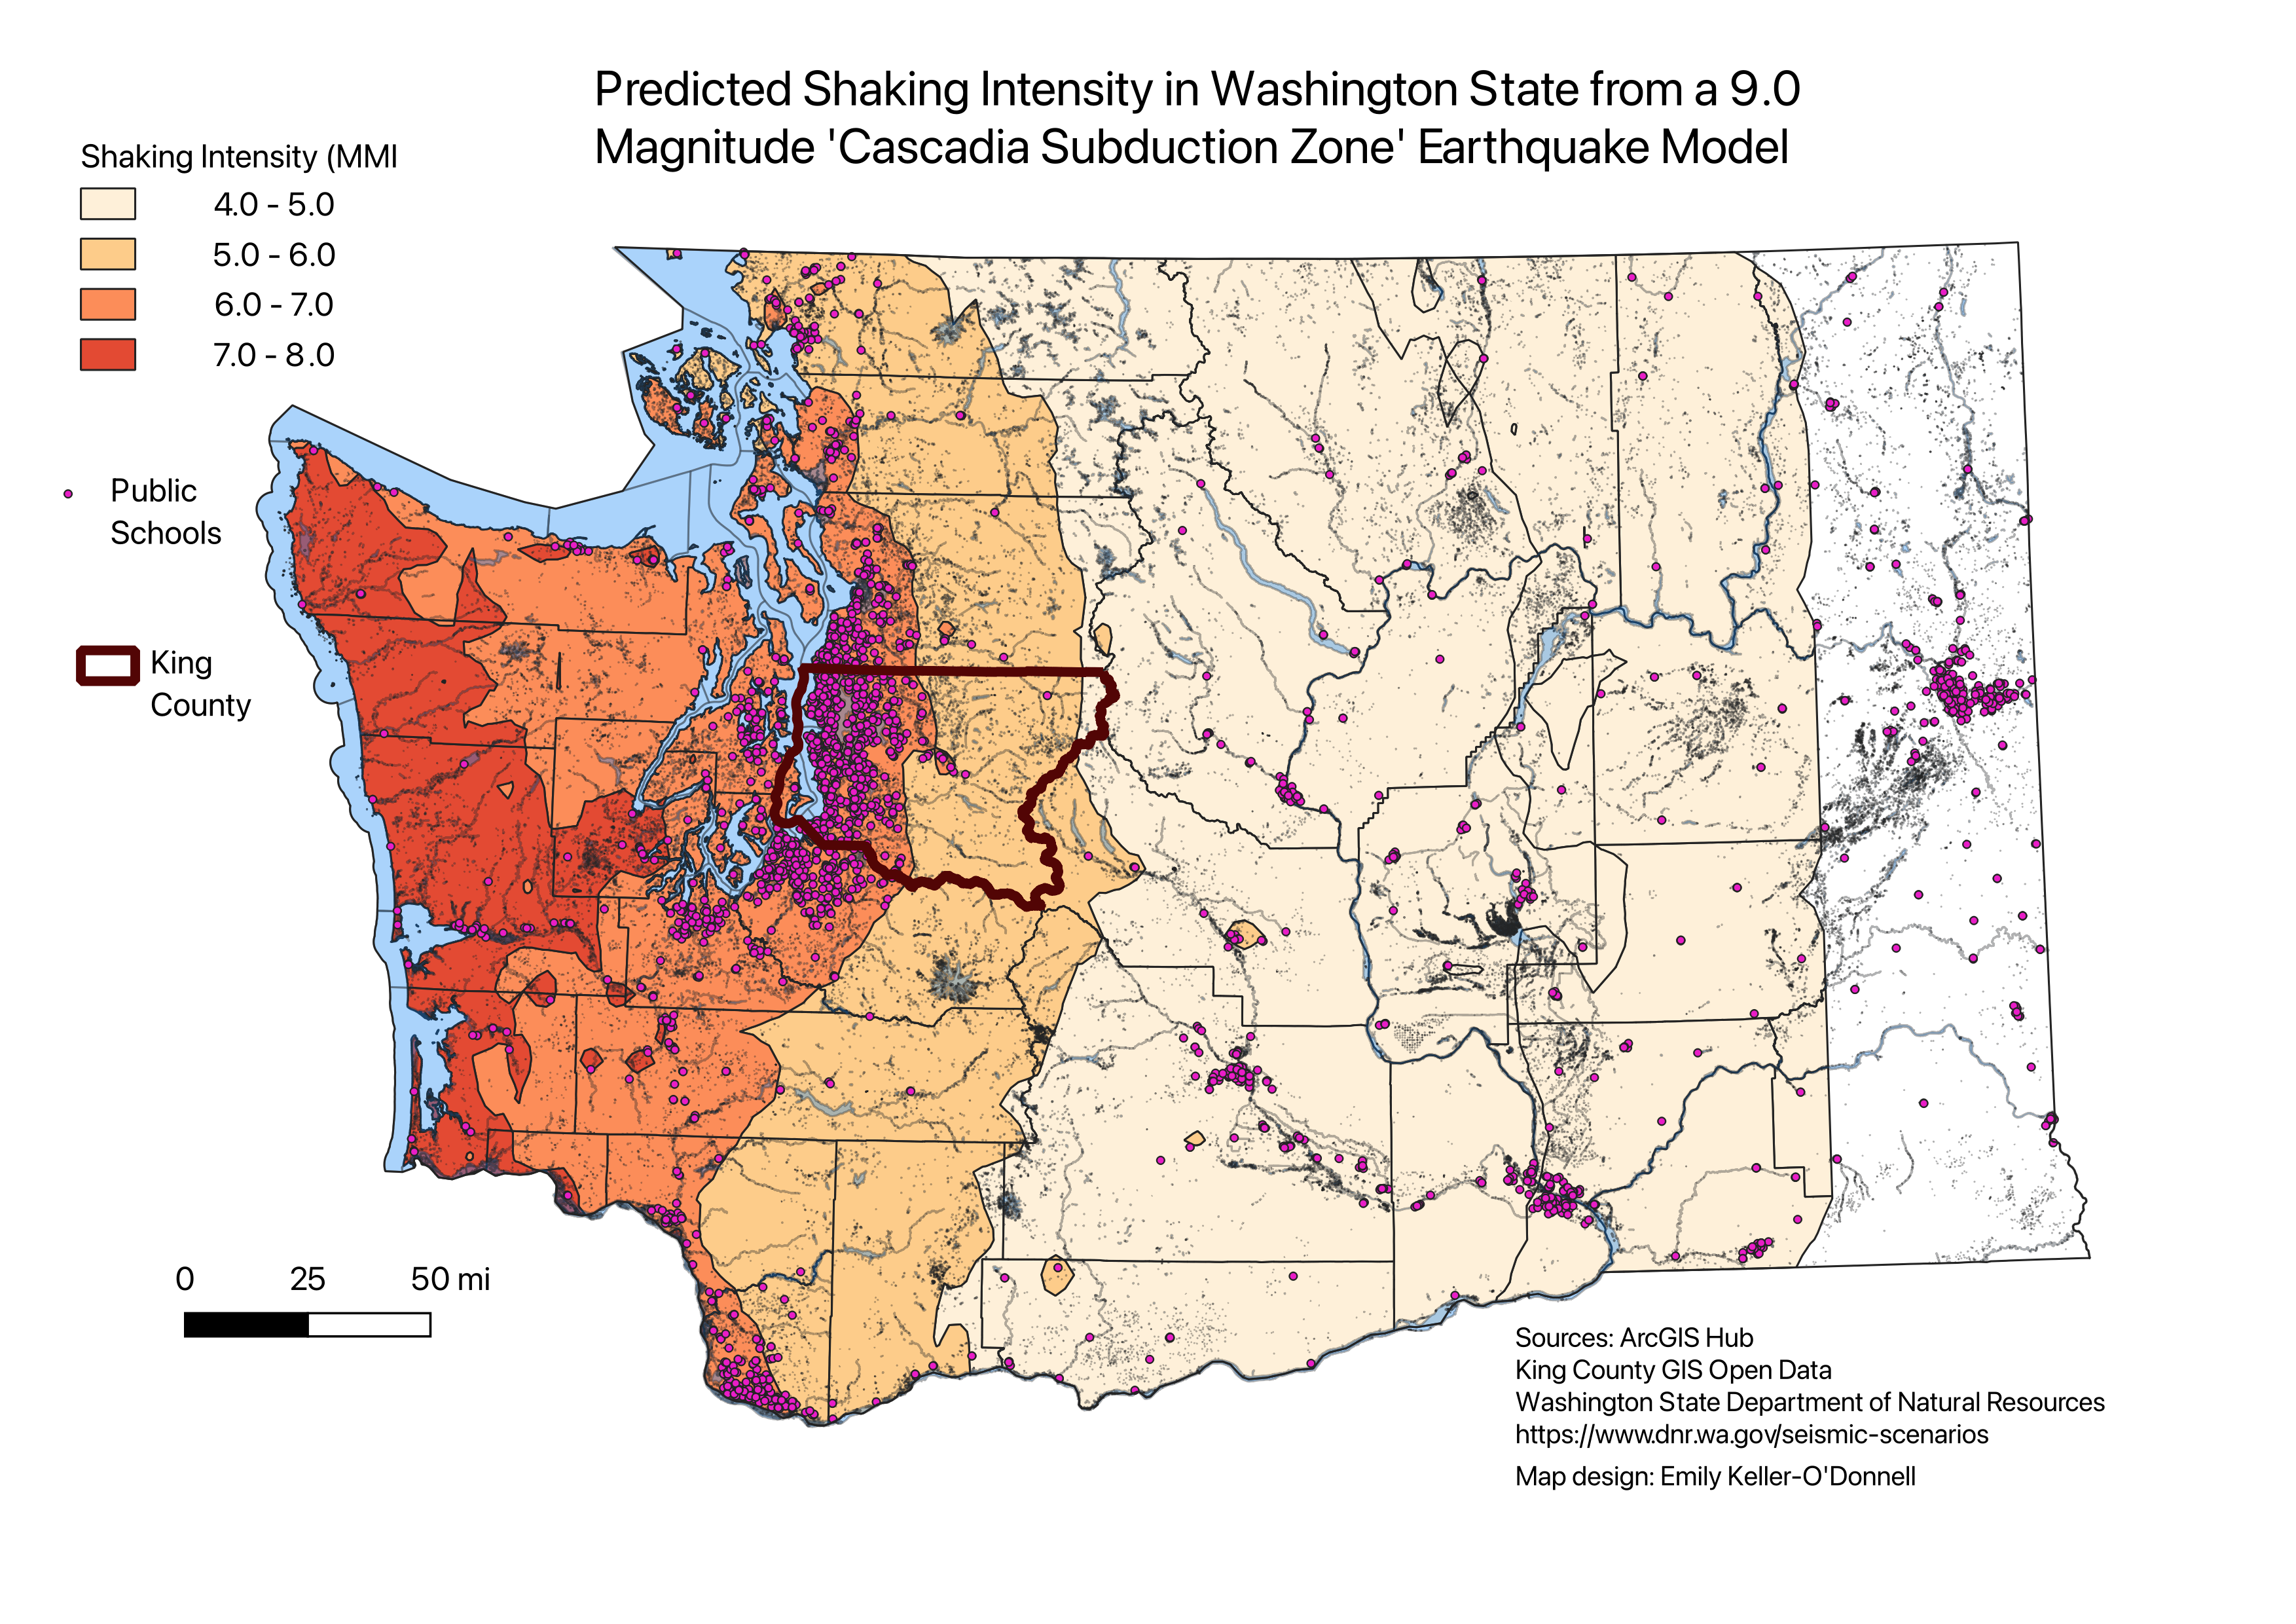 Predicted Shaking Intensity in Washington State from a 9.0
Magnitude 'Cascadia Subduction Zone' Earthquake Model
Shaking Intensity (MMI
4.0 - 5.0
5.0 - 6.0
6.0 - 7.0
7.0 - 8.0
Public
Schools
King
County
0 25 50 mi
Sources: ArcGIS Hub
King County GIS Open Data
Washington State Department of Natural Resources
https://www.dnr.wa.gov/seismic-scenarios
Map design: Emily Keller-O'Donnell